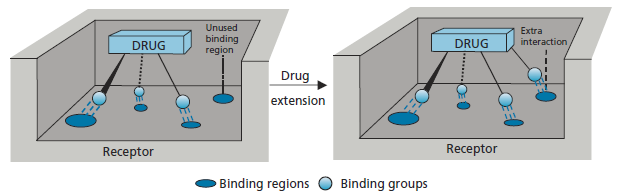 Unused
binding
region
DRUG
Receptor
Drug
extension
Extra
interaction
DRUG
Receptor
Binding regions
Binding groups